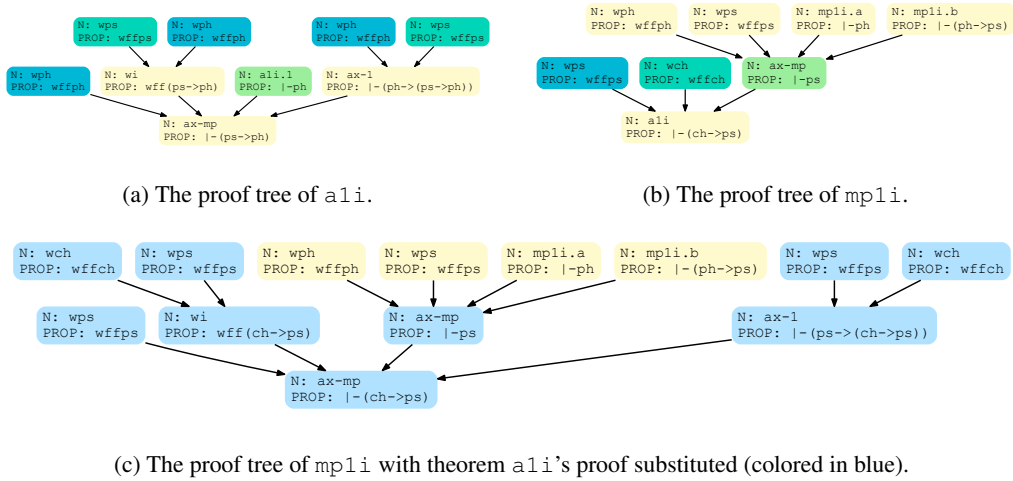 N: wps
PROP: wffps
N: wph
PROP: wffph
N: wph
PROP: wffph
N: wps
PROP: wffps
N: wph
PROP: wffph
N: wi
PROP: wff(ps->ph)
N: a1i.1
PROP: |-ph
N: ax-1
PROP: |-(ph->(ps->ph))
N: ax-mp
PROP: |-(ps->ph)
(a) The proof tree of a1i.
N: wph
PROP: wffph
N: wps
PROP: wffps
N: mp1i.a
PROP: |-ph
N: mp1i.b
PROP: |-(ph->ps)
N: wps
PROP: wffps
N: wch
PROP: wffch
N: ax-mp
PROP: |-ps
N: a1i
PROP: |-(ch->ps)
(b) The proof tree of mp1i.
N: wch
PROP: wffch
N: wps
PROP: wffps
N: wph
PROP: wffph
N: wps
PROP: wffps
N: mp1i.a
PROP: |-ph
N: mp1i.b
PROP: |-(ph->ps)
N: wps
PROP: wffps
N: wch
PROP: wffch
N: wps
PROP: wffps
N: wi
PROP: wff(ch->ps)
N: ax-mp
PROP: |-ps
N: ax-1
PROP: |-(ps->(ch->ps))
N: ax-mp
PROP: |-(ch->ps)
(c) The proof tree of mp1i with theorem a1i's proof substituted (colored in blue).